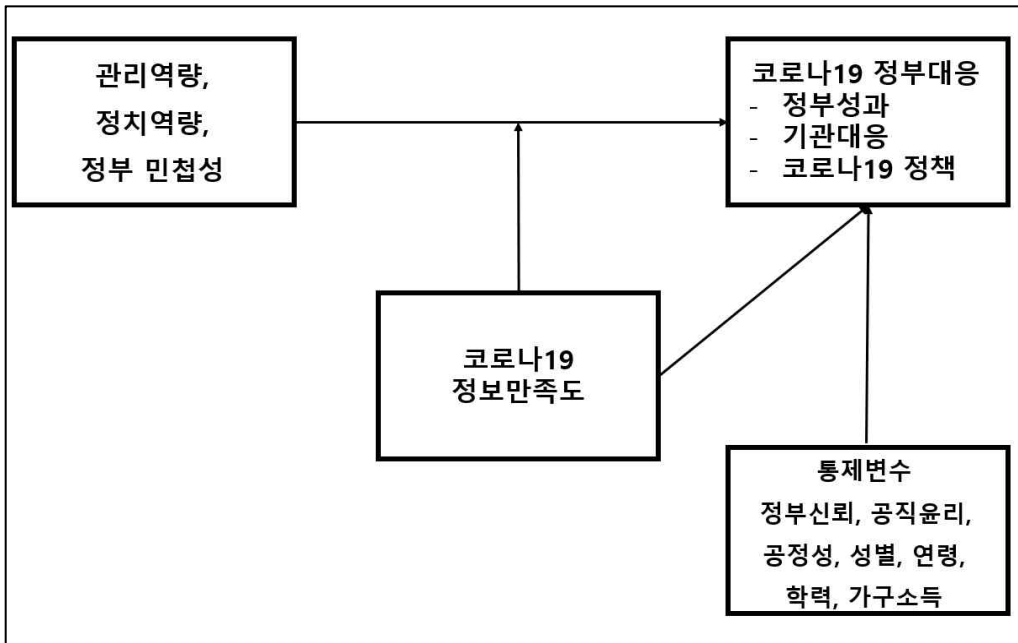 관리역량,
정치역량,
정부 민첩성
코로나19 정부대응
- 정부성과
- 기관대응
- 코로나19 정책
코로나19
정보만족도
통제변수
정부신뢰, 공직윤리,
공정성, 성별, 연령,
학력, 가구소득